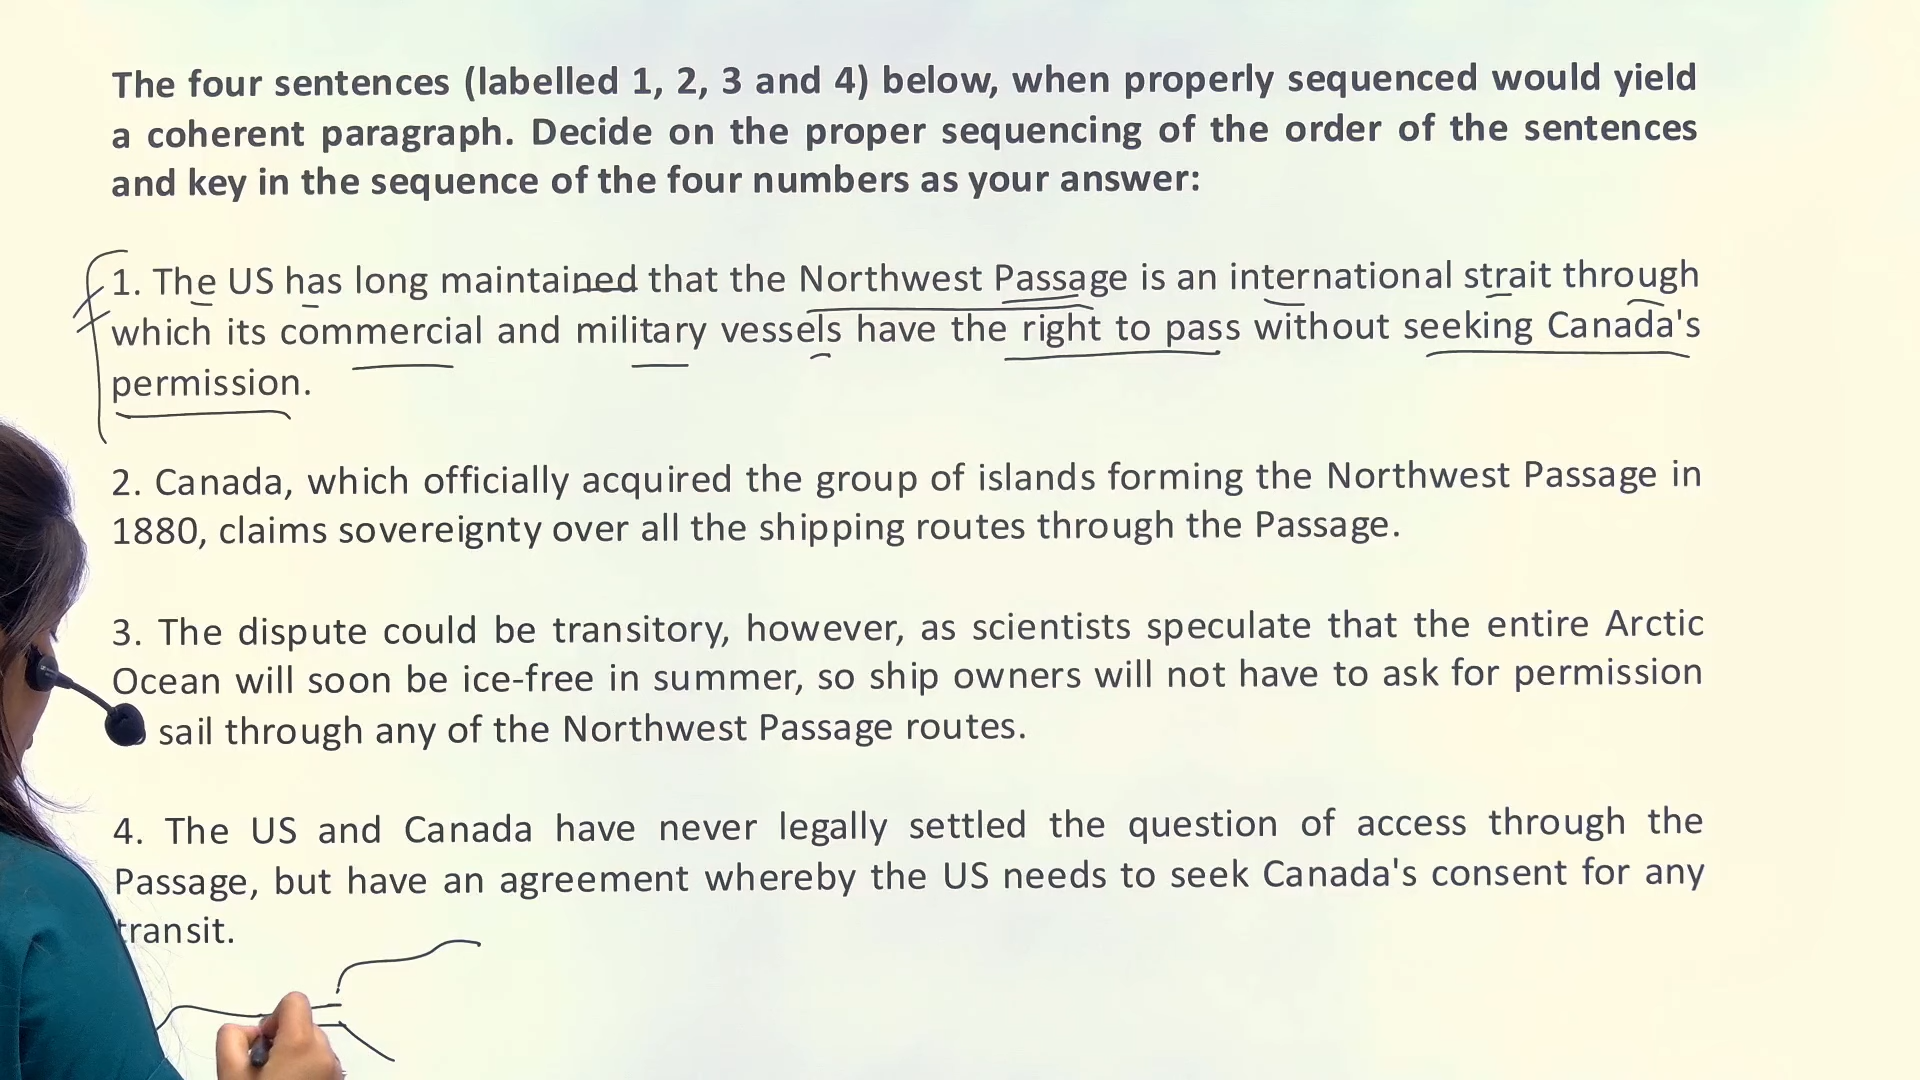 The four sentences (labelled 1, 2, 3 and 4) below, when properly sequenced would yield
a coherent paragraph. Decide on the proper sequencing of the order of the sentences
and key in the sequence of the four numbers as your answer:
1. The US has long maintained that the Northwest Passage is an international strait through
which its commercial and military vessels have the right to pass without seeking Canada's
permission.
2. Canada, which officially acquired the group of islands forming the Northwest Passage in
1880, claims sovereignty over all the shipping routes through the Passage.
3. The dispute could be transitory, however, as scientists speculate that the entire Arctic
Ocean will soon be ice-free in summer, so ship owners will not have to ask for permission
sail through any of the Northwest Passage routes.
4. The US and Canada have never legally settled the question of access through the
Passage, but have an agreement whereby the US needs to seek Canada's consent for any
transit.